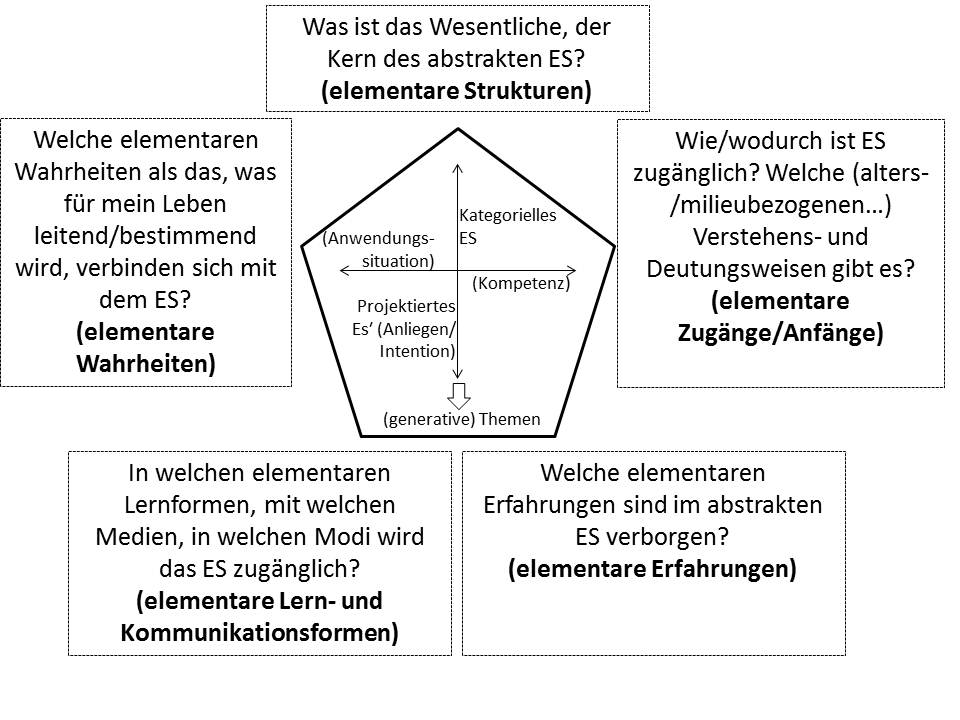 Was ist das Wesentliche, der
Kern des abstrakten ES?
(elementare Strukturen)
Welche elementaren
Wahrheiten als das, was
für mein Leben
leitend/bestimmend
wird, verbinden sich mit
dem ES?
(elementare
Wahrheiten)
Wie/wodurch ist ES
zugänglich? Welche (alters-
/milieubezogenen…)
Verstehens- und
Deutungsweisen gibt es?
(elementare
Zugänge/Anfänge)
Kategorielles
ES
(Anwendungs-
situation)
(Kompetenz)
Projektiertes
Es’ (Anliegen/
Intention)
(generative) Themen
In welchen elementaren
Lernformen, mit welchen
Medien, in welchen Modi wird
das ES zugänglich?
(elementare Lern- und
Kommunikationsformen)
Welche elementaren
Erfahrungen sind im abstrakten
ES verborgen?
(elementare Erfahrungen)